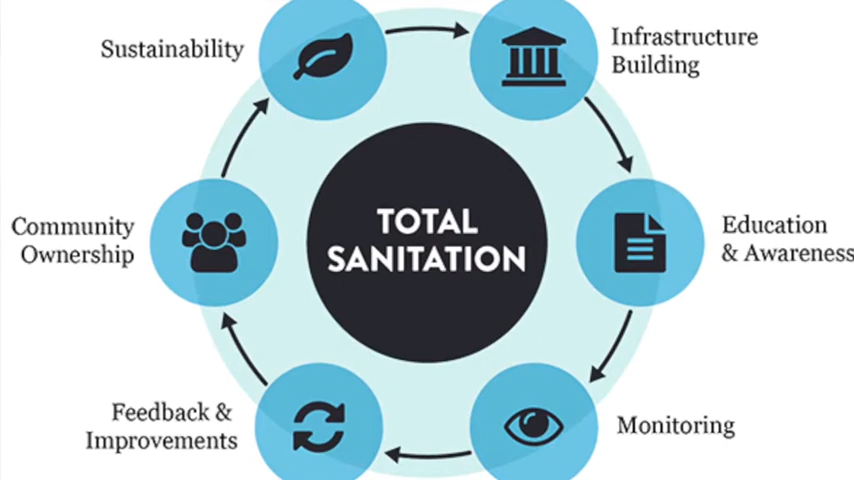 Sustainability
Infrastructure
Building
Community
Ownership
TOTAL
SANITATION
Education
& Awareness
Feedback &
Improvements
Monitoring